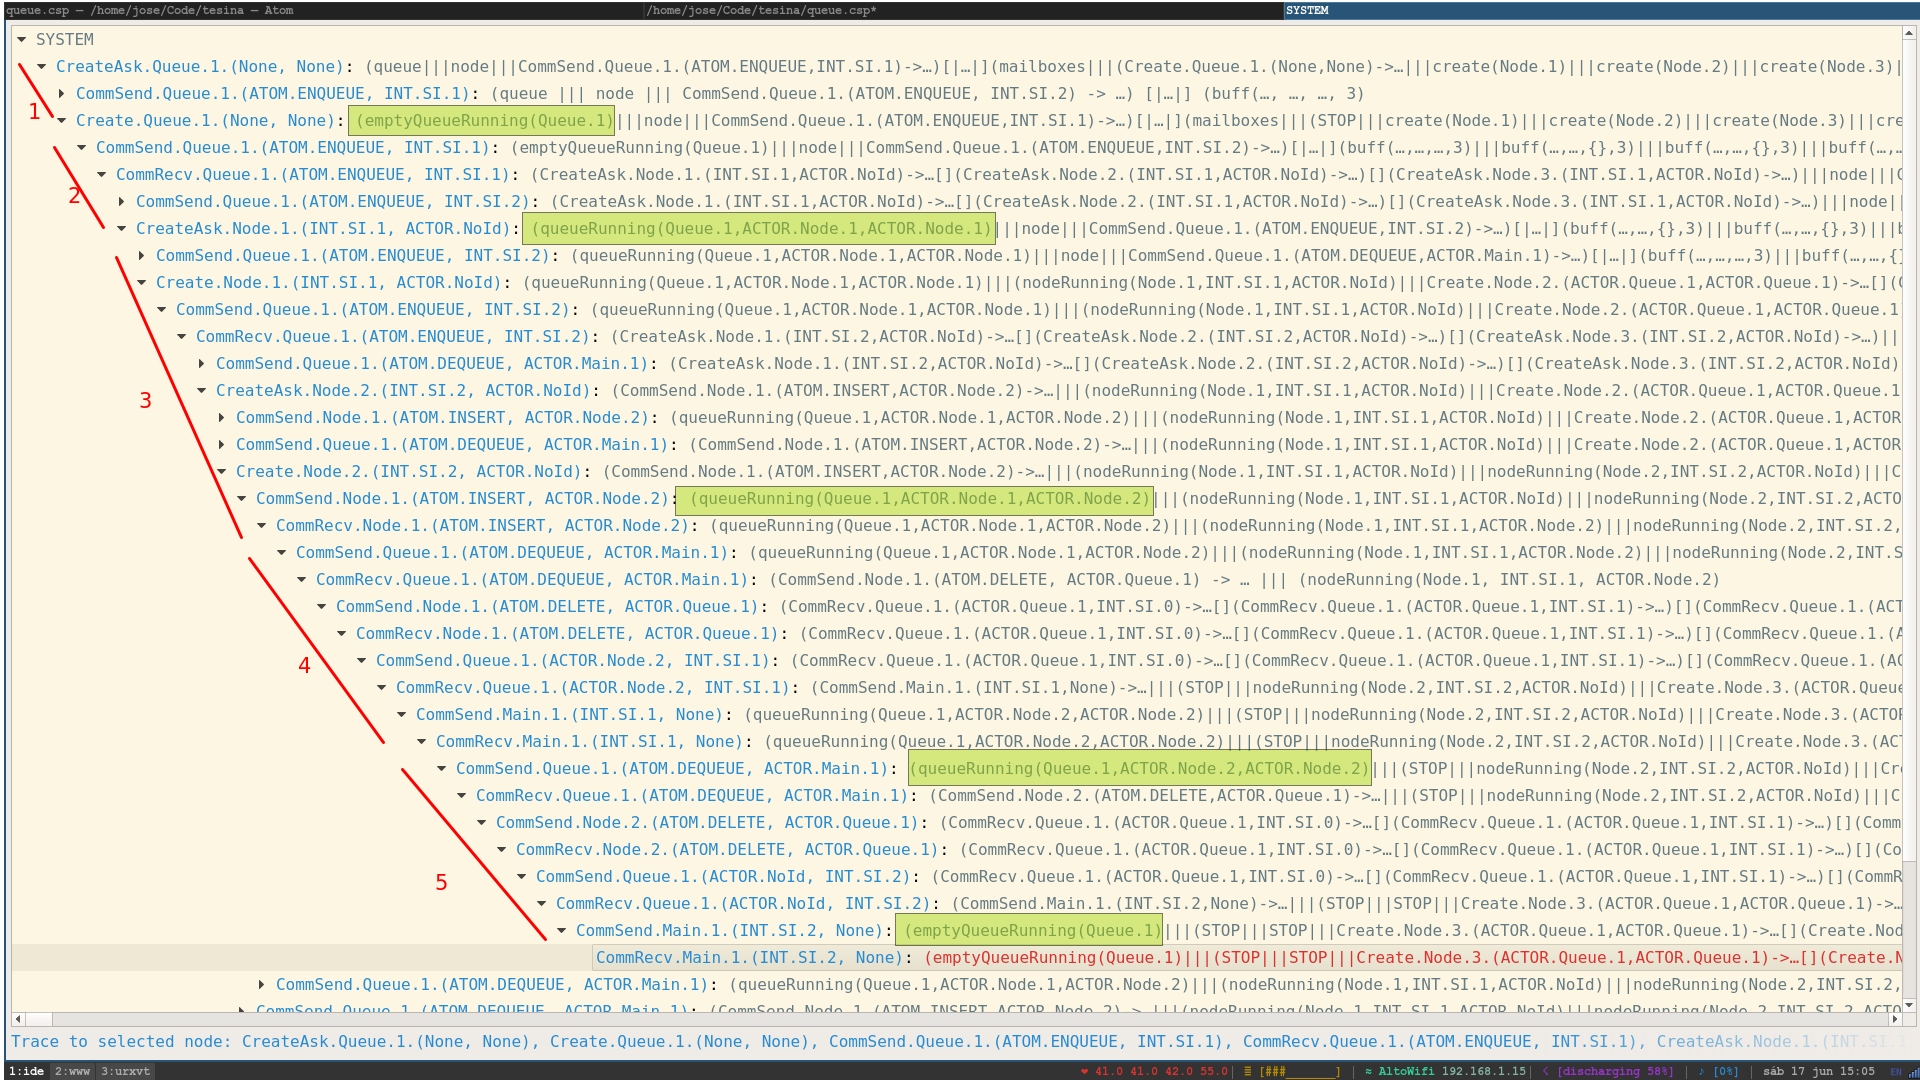 queue.csp — /home/jose/Code/tesina — Atom
/home/jose/Code/tesina/queue.csp*
SYSTEM
SYSTEM
CreateAsk.Queue.1.(None, None): (queue|||node|||CommSend.Queue.1.(ATOM.ENQUEUE,INT.SI.1)->…)[|…|](mailboxes|||(Create.Queue.1.(None,None)->…|||create(Node.1)|||create(Node.2)|||create(Node.3)|
CommSend.Queue.1.(ATOM.ENQUEUE, INT.SI.1): (queue ||| node ||| CommSend.Queue.1.(ATOM.ENQUEUE, INT.SI.2) -> …) [|…|] (buff(…, …, …, 3)
1
Create.Queue.1.(None, None): (emptyQueueRunning(Queue.1)|||node|||CommSend.Queue.1.(ATOM.ENQUEUE,INT.SI.1)->…)[|…|](mailboxes|||(STOP|||create(Node.1)|||create(Node.2)|||create(Node.3)|||cre
CommSend.Queue.1.(ATOM.ENQUEUE, INT.SI.1): (emptyQueueRunning(Queue.1)|||node|||CommSend.Queue.1.(ATOM.ENQUEUE,INT.SI.2)->…)[|…|](buff(…,…,…,3)|||buff(…,…,{},3)|||buff(…,…,{},3)|||buff(…,…
CommRecv.Queue.1.(ATOM.ENQUEUE, INT.SI.1): (CreateAsk.Node.1.(INT.SI.1,ACTOR.NoId)->…[](CreateAsk.Node.2.(INT.SI.1,ACTOR.NoId)->…)[](CreateAsk.Node.3.(INT.SI.1,ACTOR.NoId)->…)|||node|||C
2
CommSend.Queue.1.(ATOM.ENQUEUE, INT.SI.2): (CreateAsk.Node.1.(INT.SI.1,ACTOR.NoId)->…[](CreateAsk.Node.2.(INT.SI.1,ACTOR.NoId)->…)[](CreateAsk.Node.3.(INT.SI.1,ACTOR.NoId)->…)|||node||
CreateAsk.Node.1.(INT.SI.1, ACTOR.NoId): (queueRunning(Queue.1,ACTOR.Node.1,ACTOR.Node.1)|||node|||CommSend.Queue.1.(ATOM.ENQUEUE,INT.SI.2)->…)[|…|](buff(…,…,{},3)|||buff(…,…,{},3)|||b
CommSend.Queue.1.(ATOM.ENQUEUE, INT.SI.2): (queueRunning(Queue.1,ACTOR.Node.1,ACTOR.Node.1)|||node|||CommSend.Queue.1.(ATOM.DEQUEUE,ACTOR.Main.1)->…)[|…|](buff(…,…,…,3)|||buff(…,…,{}
Create.Node.1.(INT.SI.1, ACTOR.NoId): (queueRunning(Queue.1,ACTOR.Node.1,ACTOR.Node.1)|||(nodeRunning(Node.1,INT.SI.1,ACTOR.NoId)|||Create.Node.2.(ACTOR.Queue.1,ACTOR.Queue.1)->…[](C
CommSend.Queue.1.(ATOM.ENQUEUE, INT.SI.2): (queueRunning(Queue.1,ACTOR.Node.1,ACTOR.Node.1)|||(nodeRunning(Node.1,INT.SI.1,ACTOR.NoId)|||Create.Node.2.(ACTOR.Queue.1,ACTOR.Queue.1
CommRecv.Queue.1.(ATOM.ENQUEUE, INT.SI.2): (CreateAsk.Node.1.(INT.SI.2,ACTOR.NoId)->…[](CreateAsk.Node.2.(INT.SI.2,ACTOR.NoId)->…)[](CreateAsk.Node.3.(INT.SI.2,ACTOR.NoId)->…)||
CommSend.Queue.1.(ATOM.DEQUEUE, ACTOR.Main.1): (CreateAsk.Node.1.(INT.SI.2,ACTOR.NoId)->…[](CreateAsk.Node.2.(INT.SI.2,ACTOR.NoId)->…)[](CreateAsk.Node.3.(INT.SI.2,ACTOR.NoId)
CreateAsk.Node.2.(INT.SI.2, ACTOR.NoId): (CommSend.Node.1.(ATOM.INSERT,ACTOR.Node.2)->…|||(nodeRunning(Node.1,INT.SI.1,ACTOR.NoId)|||Create.Node.2.(ACTOR.Queue.1,ACTOR.Queue.1
3
CommSend.Node.1.(ATOM.INSERT, ACTOR.Node.2): (queueRunning(Queue.1,ACTOR.Node.1,ACTOR.Node.2)|||(nodeRunning(Node.1,INT.SI.1,ACTOR.NoId)|||Create.Node.2.(ACTOR.Queue.1,ACTOR
CommSend.Queue.1.(ATOM.DEQUEUE, ACTOR.Main.1): (CommSend.Node.1.(ATOM.INSERT,ACTOR.Node.2)->…|||(nodeRunning(Node.1,INT.SI.1,ACTOR.NoId)|||Create.Node.2.(ACTOR.Queue.1,ACTOR
Create.Node.2.(INT.SI.2, ACTOR.NoId): (CommSend.Node.1.(ATOM.INSERT,ACTOR.Node.2)->…|||(nodeRunning(Node.1,INT.SI.1,ACTOR.NoId)|||nodeRunning(Node.2,INT.SI.2,ACTOR.NoId)|||C
CommSend.Node.1.(ATOM.INSERT, ACTOR.Node.2): (queueRunning(Queue.1,ACTOR.Node.1,ACTOR.Node.2)|||(nodeRunning(Node.1,INT.SI.1,ACTOR.NoId)|||nodeRunning(Node.2,INT.SI.2,ACTO
CommRecv.Node.1.(ATOM.INSERT, ACTOR.Node.2): (queueRunning(Queue.1,ACTOR.Node.1,ACTOR.Node.2)|||(nodeRunning(Node.1,INT.SI.1,ACTOR.Node.2)|||nodeRunning(Node.2,INT.SI.2,
CommSend.Queue.1.(ATOM.DEQUEUE, ACTOR.Main.1): (queueRunning(Queue.1,ACTOR.Node.1,ACTOR.Node.2)|||(nodeRunning(Node.1,INT.SI.1,ACTOR.Node.2)|||nodeRunning(Node.2,INT.S
CommRecv.Queue.1.(ATOM.DEQUEUE, ACTOR.Main.1): (CommSend.Node.1.(ATOM.DELETE, ACTOR.Queue.1) -> … ||| (nodeRunning(Node.1, INT.SI.1, ACTOR.Node.2)
CommSend.Node.1.(ATOM.DELETE, ACTOR.Queue.1): (CommRecv.Queue.1.(ACTOR.Queue.1,INT.SI.0)->…[](CommRecv.Queue.1.(ACTOR.Queue.1,INT.SI.1)->…)[](CommRecv.Queue.1.(ACT
CommRecv.Node.1.(ATOM.DELETE, ACTOR.Queue.1): (CommRecv.Queue.1.(ACTOR.Queue.1,INT.SI.0)->…[](CommRecv.Queue.1.(ACTOR.Queue.1,INT.SI.1)->…)[](CommRecv.Queue.1.(A
4
CommSend.Queue.1.(ACTOR.Node.2, INT.SI.1): (CommRecv.Queue.1.(ACTOR.Queue.1,INT.SI.0)->…[](CommRecv.Queue.1.(ACTOR.Queue.1,INT.SI.1)->…)[](CommRecv.Queue.1.(AC
CommRecv.Queue.1.(ACTOR.Node.2, INT.SI.1): (CommSend.Main.1.(INT.SI.1,None)->…|||(STOP|||nodeRunning(Node.2,INT.SI.2,ACTOR.NoId)|||Create.Node.3.(ACTOR.Queue
CommSend.Main.1.(INT.SI.1, None): (queueRunning(Queue.1,ACTOR.Node.2,ACTOR.Node.2)|||(STOP|||nodeRunning(Node.2,INT.SI.2,ACTOR.NoId)|||Create.Node.3.(ACTOR
CommRecv.Main.1.(INT.SI.1, None): (queueRunning(Queue.1,ACTOR.Node.2,ACTOR.Node.2)|||(STOP|||nodeRunning(Node.2,INT.SI.2,ACTOR.NoId)|||Create.Node.3.(ACT
CommSend.Queue.1.(ATOM.DEQUEUE, ACTOR.Main.1): (queueRunning(Queue.1,ACTOR.Node.2,ACTOR.Node.2)|||(STOP|||nodeRunning(Node.2,INT.SI.2,ACTOR.NoId)|||Cr
CommRecv.Queue.1.(ATOM.DEQUEUE, ACTOR.Main.1): (CommSend.Node.2.(ATOM.DELETE,ACTOR.Queue.1)->…|||(STOP|||nodeRunning(Node.2,INT.SI.2,ACTOR.NoId)|||C
CommSend.Node.2.(ATOM.DELETE, ACTOR.Queue.1): (CommRecv.Queue.1.(ACTOR.Queue.1,INT.SI.0)->…[](CommRecv.Queue.1.(ACTOR.Queue.1,INT.SI.1)->…)[](Comm
CommRecv.Node.2.(ATOM.DELETE, ACTOR.Queue.1): (CommRecv.Queue.1.(ACTOR.Queue.1,INT.SI.0)->…[](CommRecv.Queue.1.(ACTOR.Queue.1,INT.SI.1)->…)[](Co
5
CommSend.Queue.1.(ACTOR.NoId, INT.SI.2): (CommRecv.Queue.1.(ACTOR.Queue.1,INT.SI.0)->…[](CommRecv.Queue.1.(ACTOR.Queue.1,INT.SI.1)->…)[](CommR
CommRecv.Queue.1.(ACTOR.NoId, INT.SI.2): (CommSend.Main.1.(INT.SI.2,None)->…|||(STOP|||STOP|||Create.Node.3.(ACTOR.Queue.1,ACTOR.Queue.1)->…
CommSend.Main.1.(INT.SI.2, None): (emptyQueueRunning(Queue.1)|||(STOP|||STOP|||Create.Node.3.(ACTOR.Queue.1,ACTOR.Queue.1)->…[](Create.Nod
CommRecv.Main.1.(INT.SI.2, None): (emptyQueueRunning(Queue.1)|||(STOP|||STOP|||Create.Node.3.(ACTOR.Queue.1,ACTOR.Queue.1)->…[](Create.N
CommSend.Queue.1.(ATOM.DEQUEUE, ACTOR.Main.1): (queueRunning(Queue.1,ACTOR.Node.1,ACTOR.Node.2)|||(nodeRunning(Node.1,INT.SI.1,ACTOR.NoId)|||nodeRunning(Node.2,INT.SI.2,
CommSend.Queue.1.(ATOM.DEQUEUE, ACTOR.Main.1): (CommSend.Node.1.(ATOM.INSERT,ACTOR.Node.2)->…|||(nodeRunning(Node.1,INT.SI.1,ACTOR.NoId)|||nodeRunning(Node.2,INT.SI.2,ACTO
Trace to selected node: CreateAsk.Queue.1.(None, None), Create.Queue.1.(None, None), CommSend.Queue.1.(ATOM.ENQUEUE, INT.SI.1), CommRecv.Queue.1.(ATOM.ENQUEUE, INT.SI.1), CreateAsk.Node.1.(INT.SI.1
1:ide 2:www 3:urxvt
♥ 41.0 41.0 42.0 55.0| ≣ [###_______] | ≈ AltoWifi 192.168.1.15| ☇ [discharging 58%] | ♪ [0%] | sáb 17 jun 15:05 EN